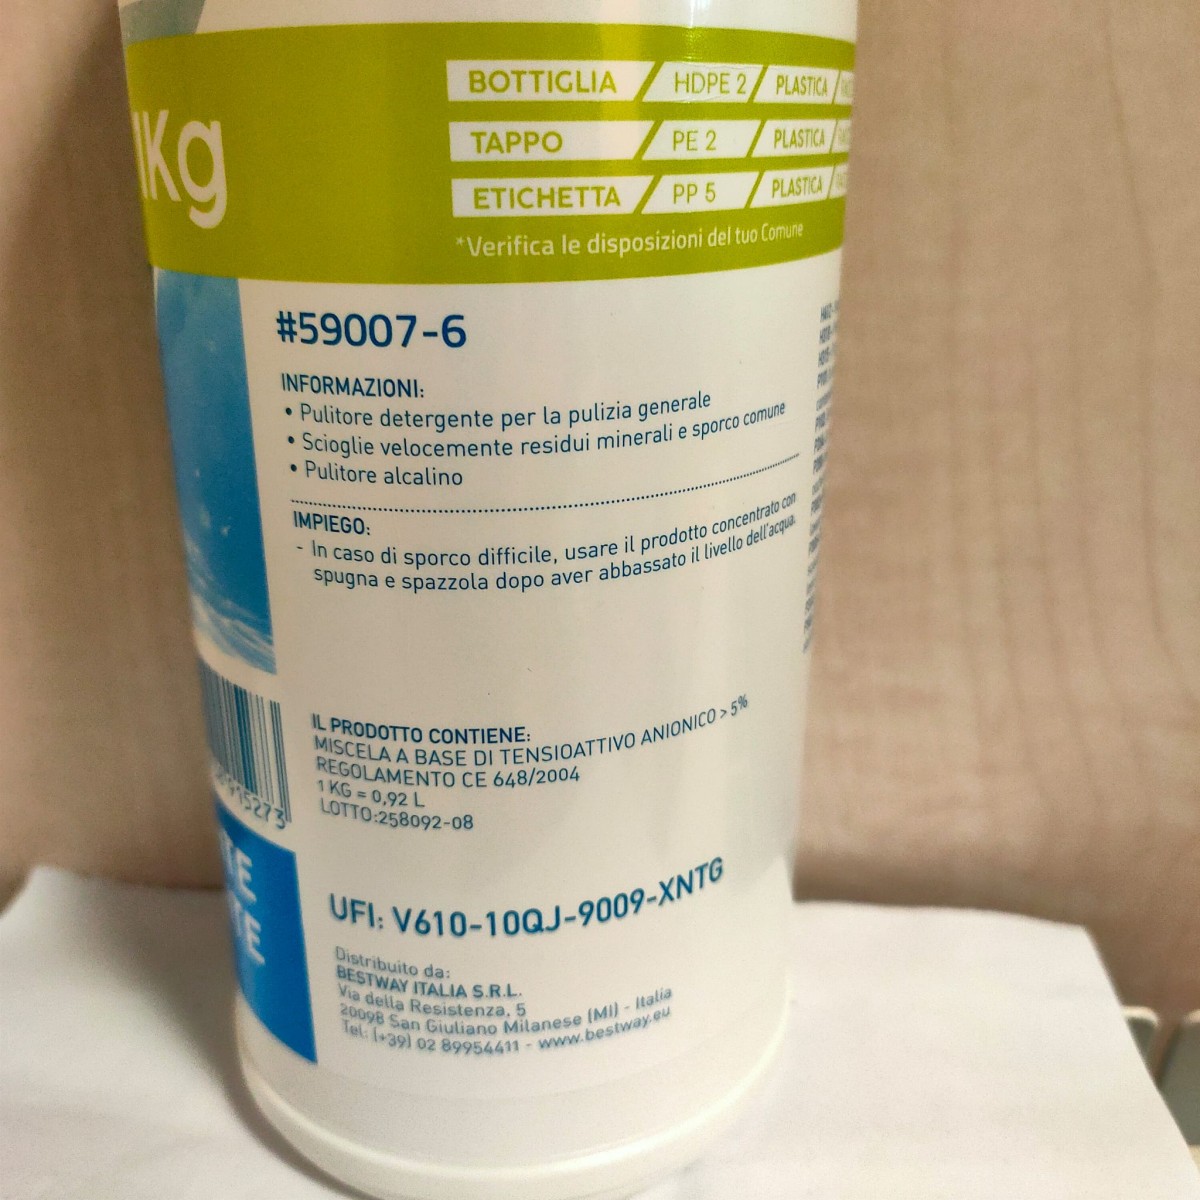 BOTTIGLIA HDPE 2 PLASTICA
1Kg
TAPPO PE 2 PLASTICA
ETICHETTA PP 5 PLASTICA
*Verifica le disposizioni del tuo Comune
#59007-6
INFORMAZIONI:
• Pulitore detergente per la pulizia generale
• Scioglie velocemente residui minerali e sporco comune
• Pulitore alcalino
IMPIEGO:
- In caso di sporco difficile, usare il prodotto concentrato con
spugna e spazzola dopo aver abbassato il livello dell'acqua.
IL PRODOTTO CONTIENE:
MISCELA A BASE DI TENSIOATTIVO ANIONICO > 5%
REGOLAMENTO CE 648/2004
1 KG = 0,92 L
LOTTO:258092-08
915273
UFI: V610-10QJ-9009-XNTG
Distribuito da:
BESTWAY ITALIA S.R.L.
Via della Resistenza, 5
20098 San Giuliano Milanese (MI) - Italia
Tel: (+39) 02 89954411 - www.bestway.eu